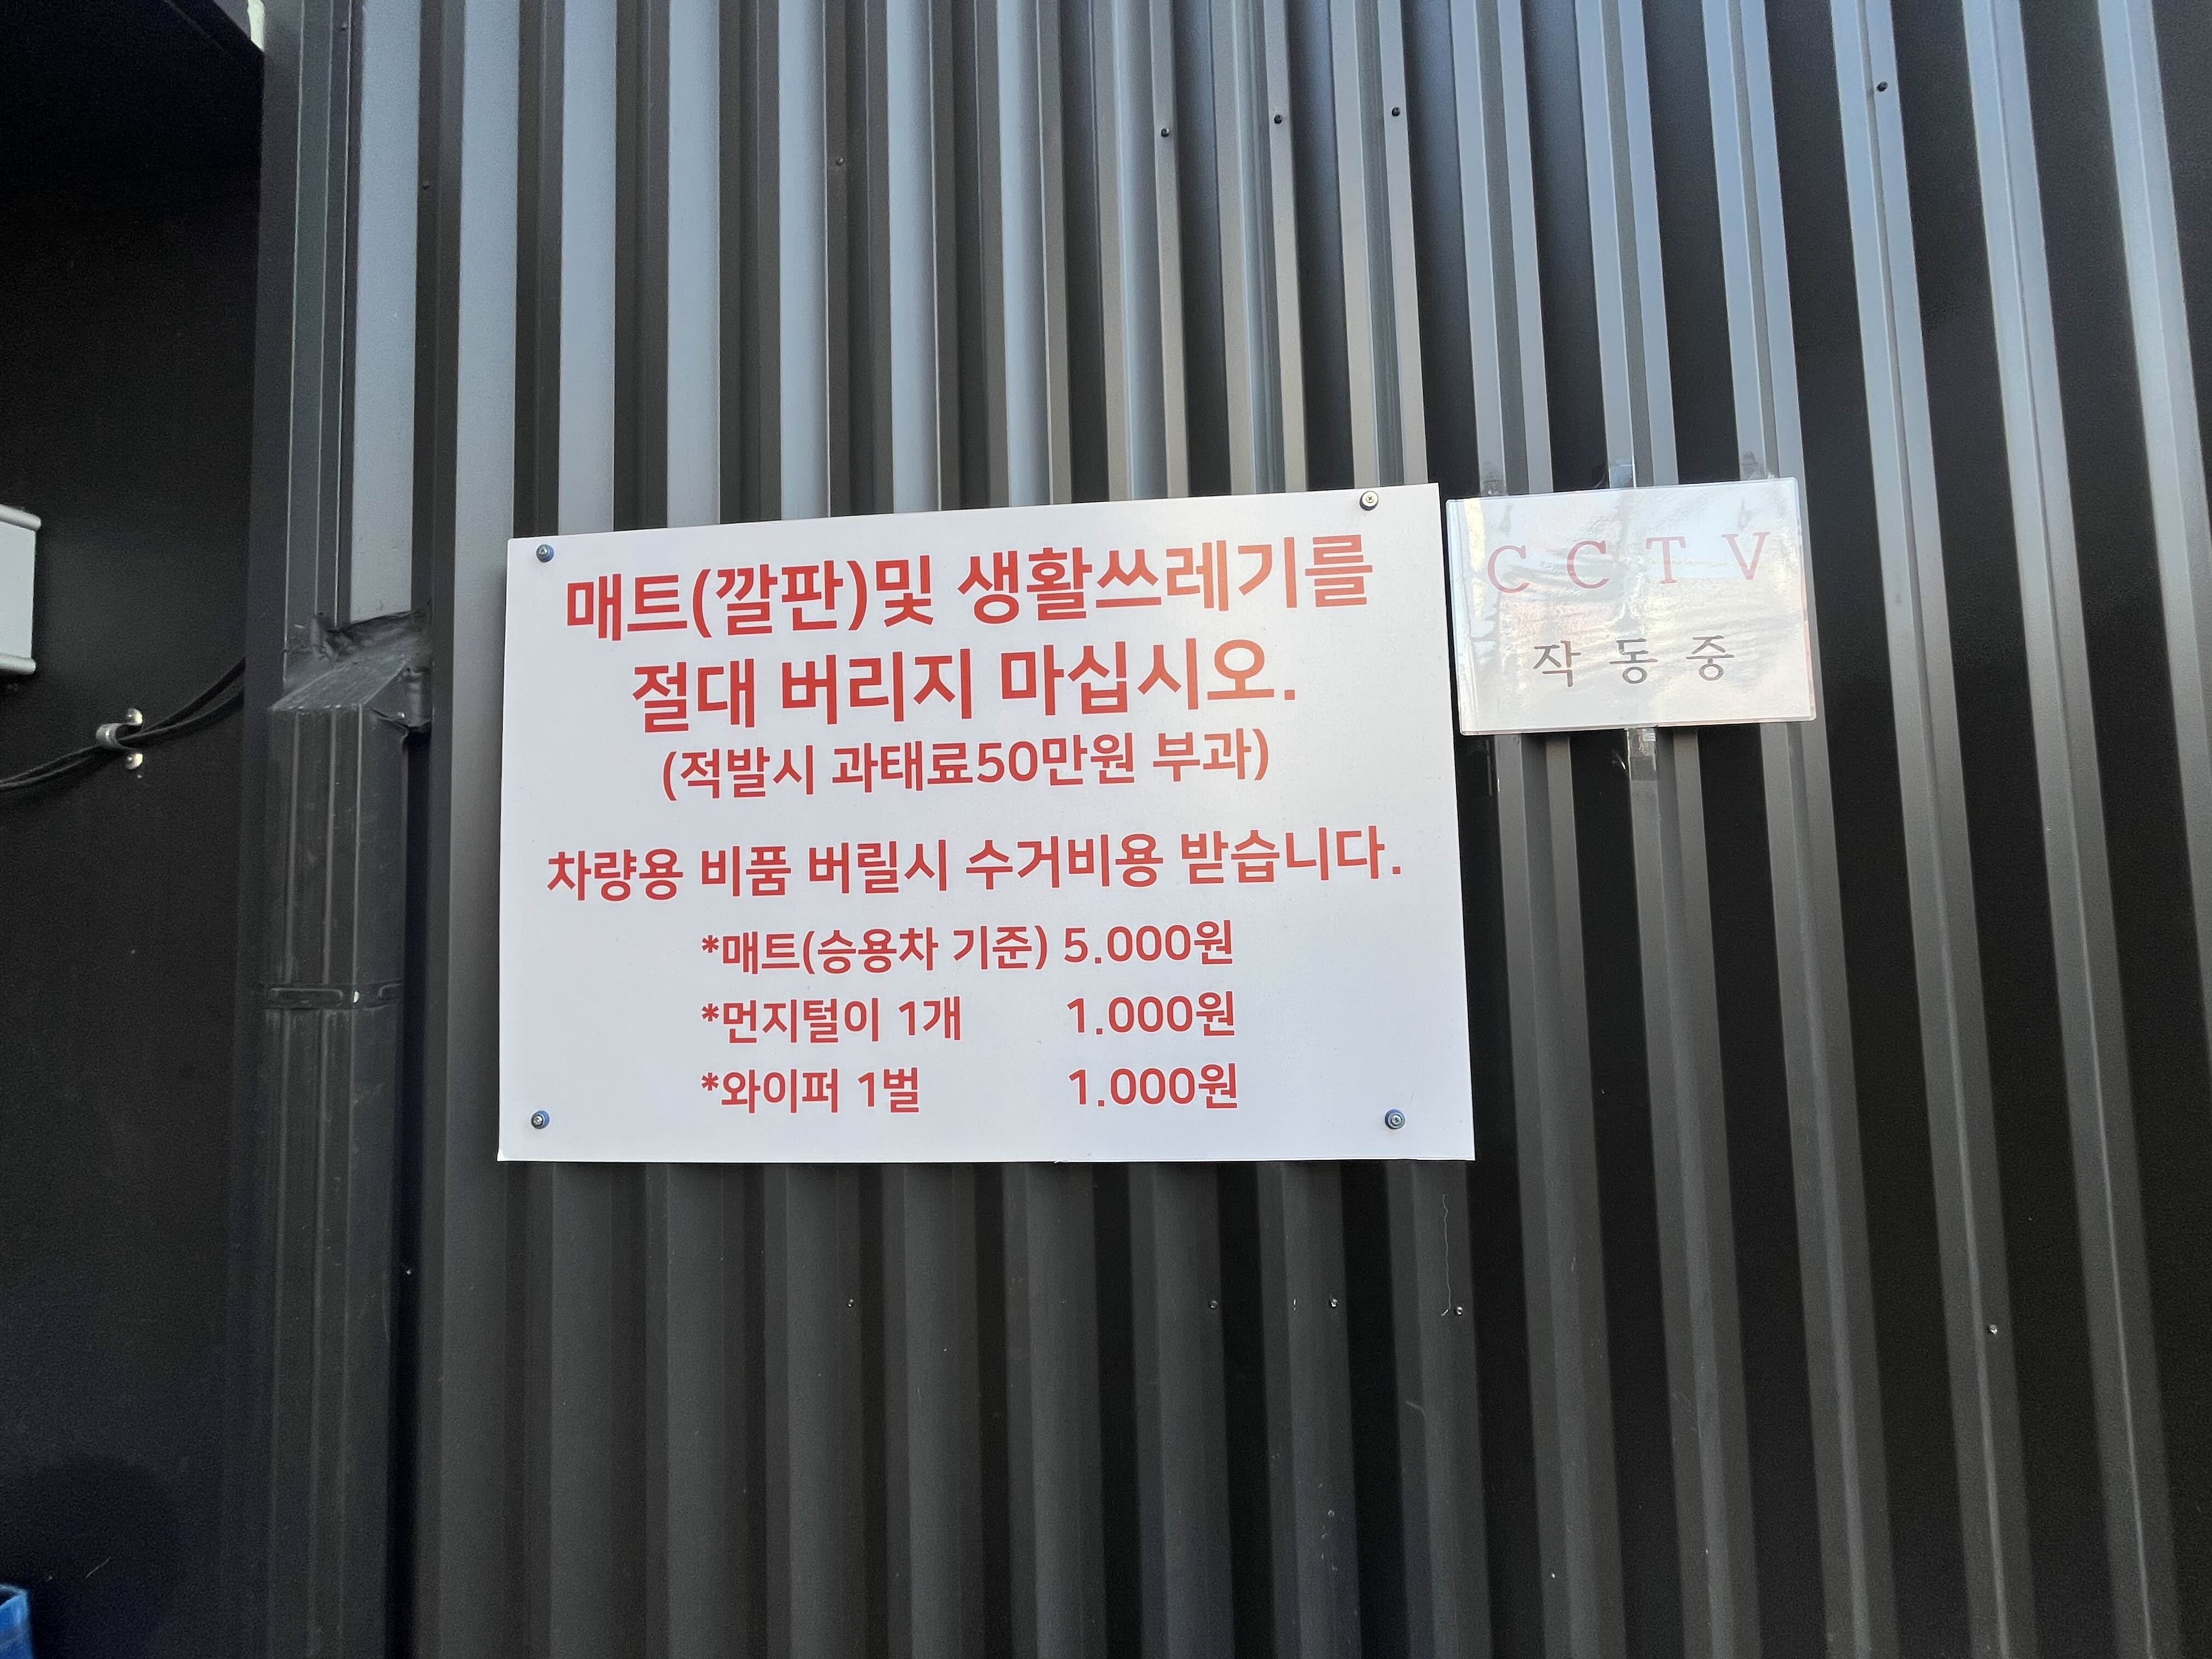 매트(깔판)및 생활쓰레기를
절대 버리지 마십시오.
(적발시 과태료50만원 부과)
차량용 비품 버릴시 수거비용 받습니다.
*매트(승용차 기준) 5.000원
*먼지털이 1개 1.000원
*와이퍼 1벌 1.000원
C C T V
작 동 중